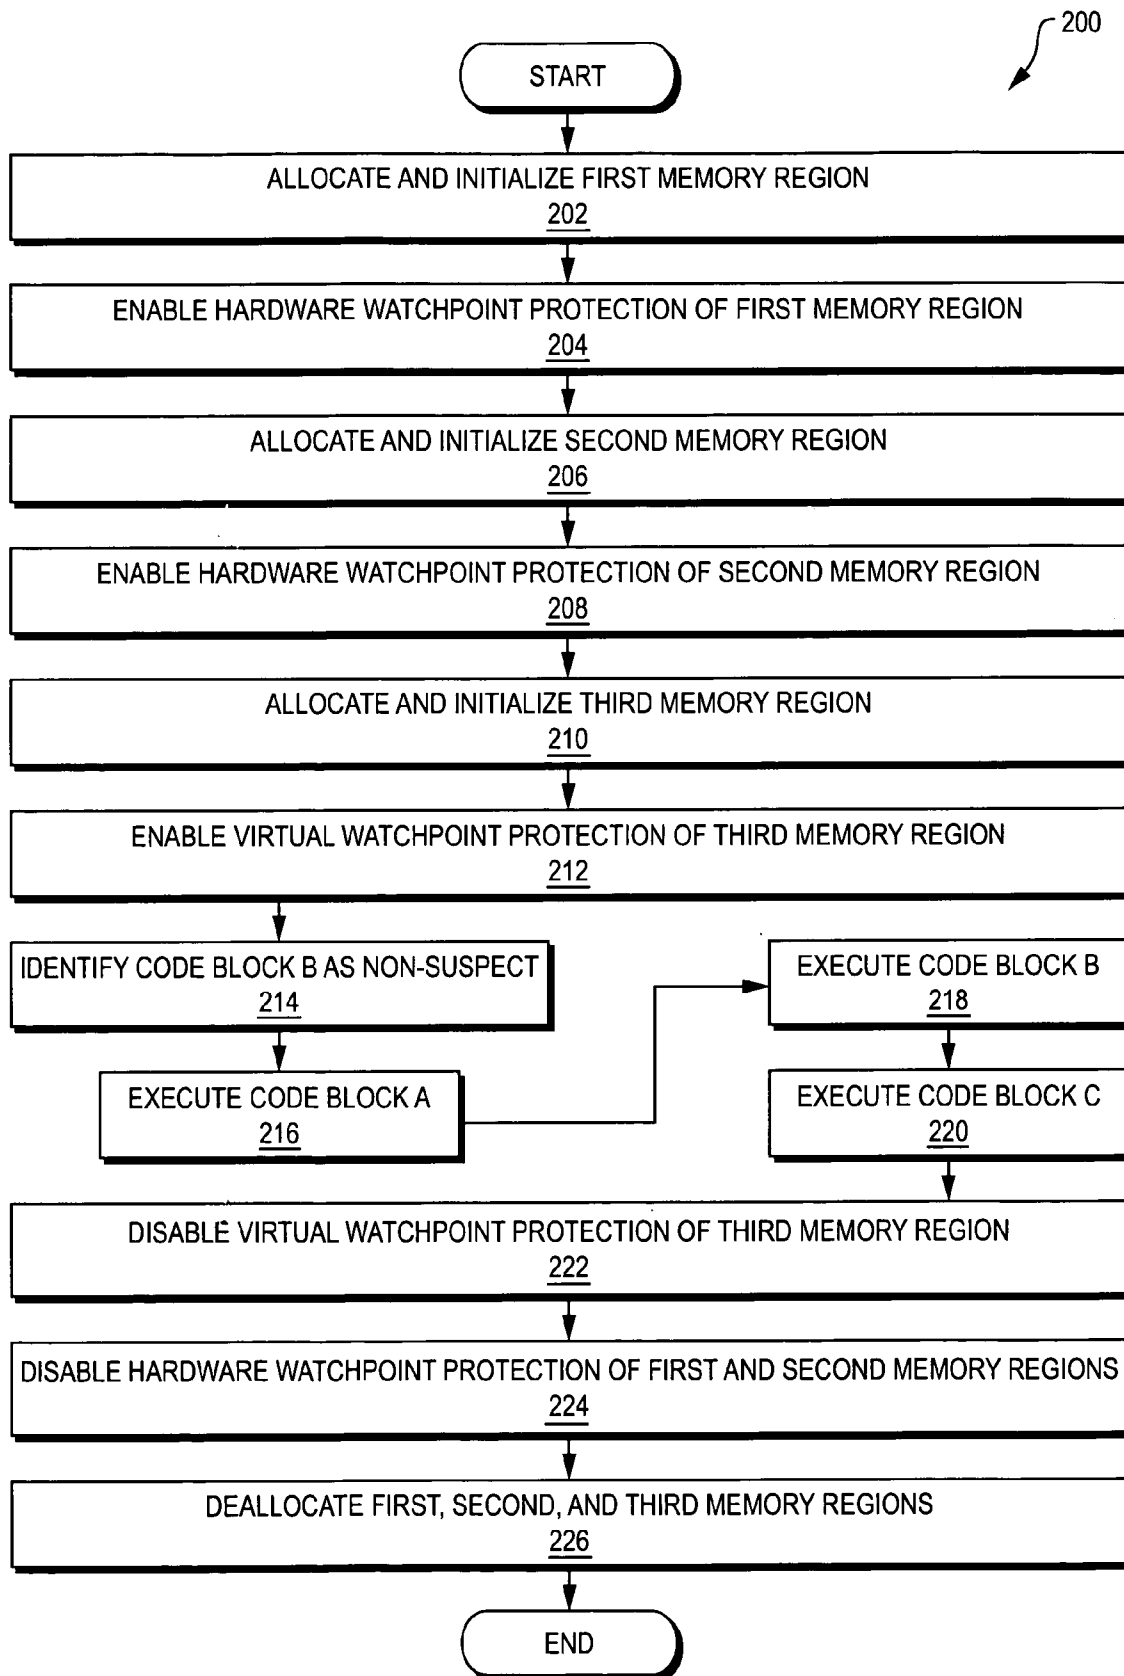 200
START
ALLOCATE AND INITIALIZE FIRST MEMORY REGION
202
ENABLE HARDWARE WATCHPOINT PROTECTION OF FIRST MEMORY REGION
204
ALLOCATE AND INITIALIZE SECOND MEMORY REGION
206
ENABLE HARDWARE WATCHPOINT PROTECTION OF SECOND MEMORY REGION
208
ALLOCATE AND INITIALIZE THIRD MEMORY REGION
210
ENABLE VIRTUAL WATCHPOINT PROTECTION OF THIRD MEMORY REGION
212
IDENTIFY CODE BLOCK B AS NON-SUSPECT
214
EXECUTE CODE BLOCK A
216
EXECUTE CODE BLOCK B
218
EXECUTE CODE BLOCK C
220
DISABLE VIRTUAL WATCHPOINT PROTECTION OF THIRD MEMORY REGION
222
DISABLE HARDWARE WATCHPOINT PROTECTION OF FIRST AND SECOND MEMORY REGIONS
224
DEALLOCATE FIRST, SECOND, AND THIRD MEMORY REGIONS
226
END